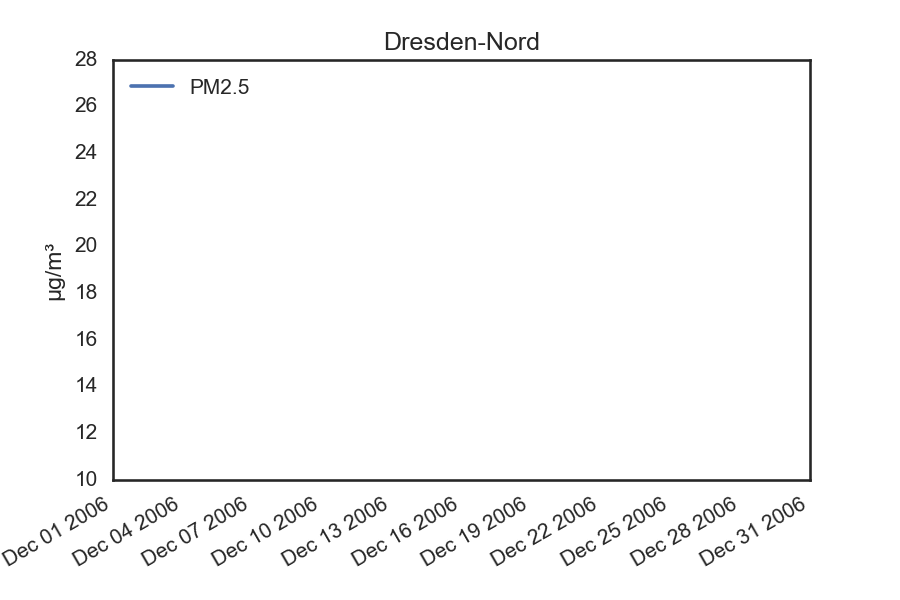 Dresden-Nord
28
PM2.5
26
24
22
20
µg/m³
18
16
14
12
10
Dec 01 2006
Dec 04 2006
Dec 07 2006
Dec 10 2006
Dec 13 2006
Dec 16 2006
Dec 19 2006
Dec 22 2006
Dec 25 2006
Dec 28 2006
Dec 31 2006